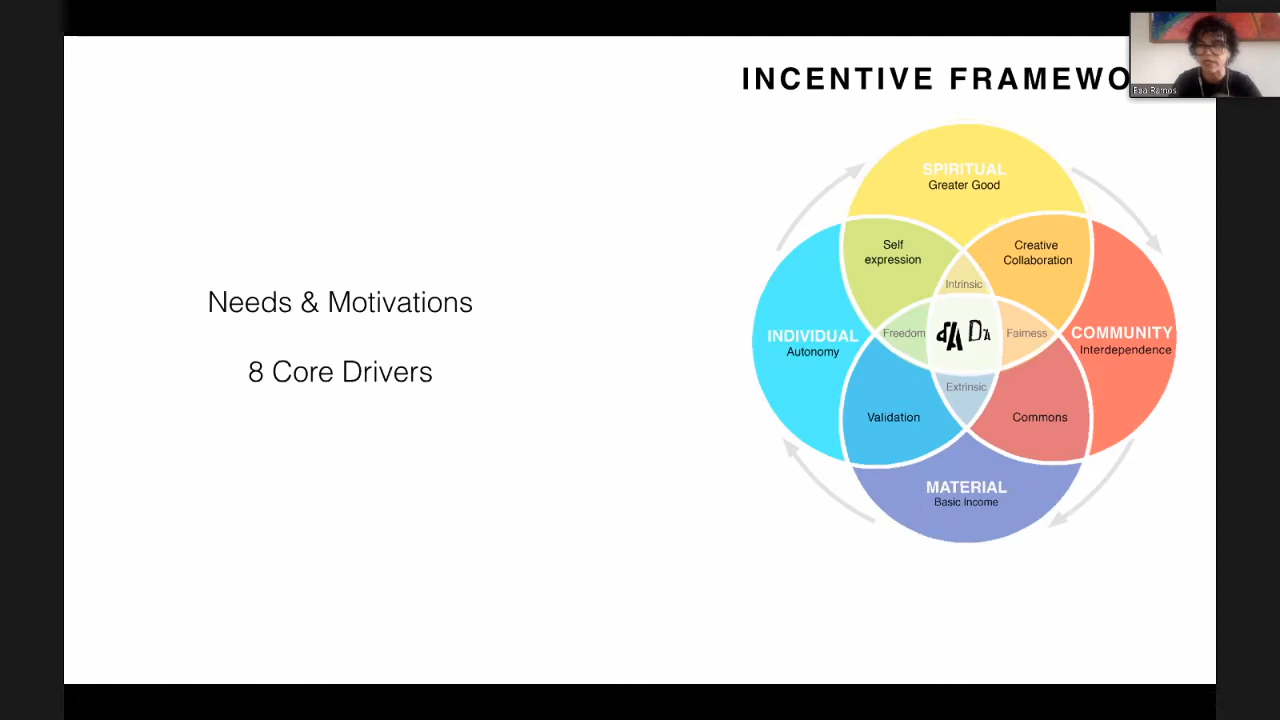 INCENTIVE FRAMEWO
Needs & Motivations
8 Core Drivers
SPIRITUAL
Greater Good
Self
expression
Creative
Collaboration
Intrinsic
INDIVIDUAL
Autonomy
Freedom
Fairness
COMMUNITY
Interdependence
Extrinsic
Validation
Commons
MATERIAL
Basic Income
Ramos